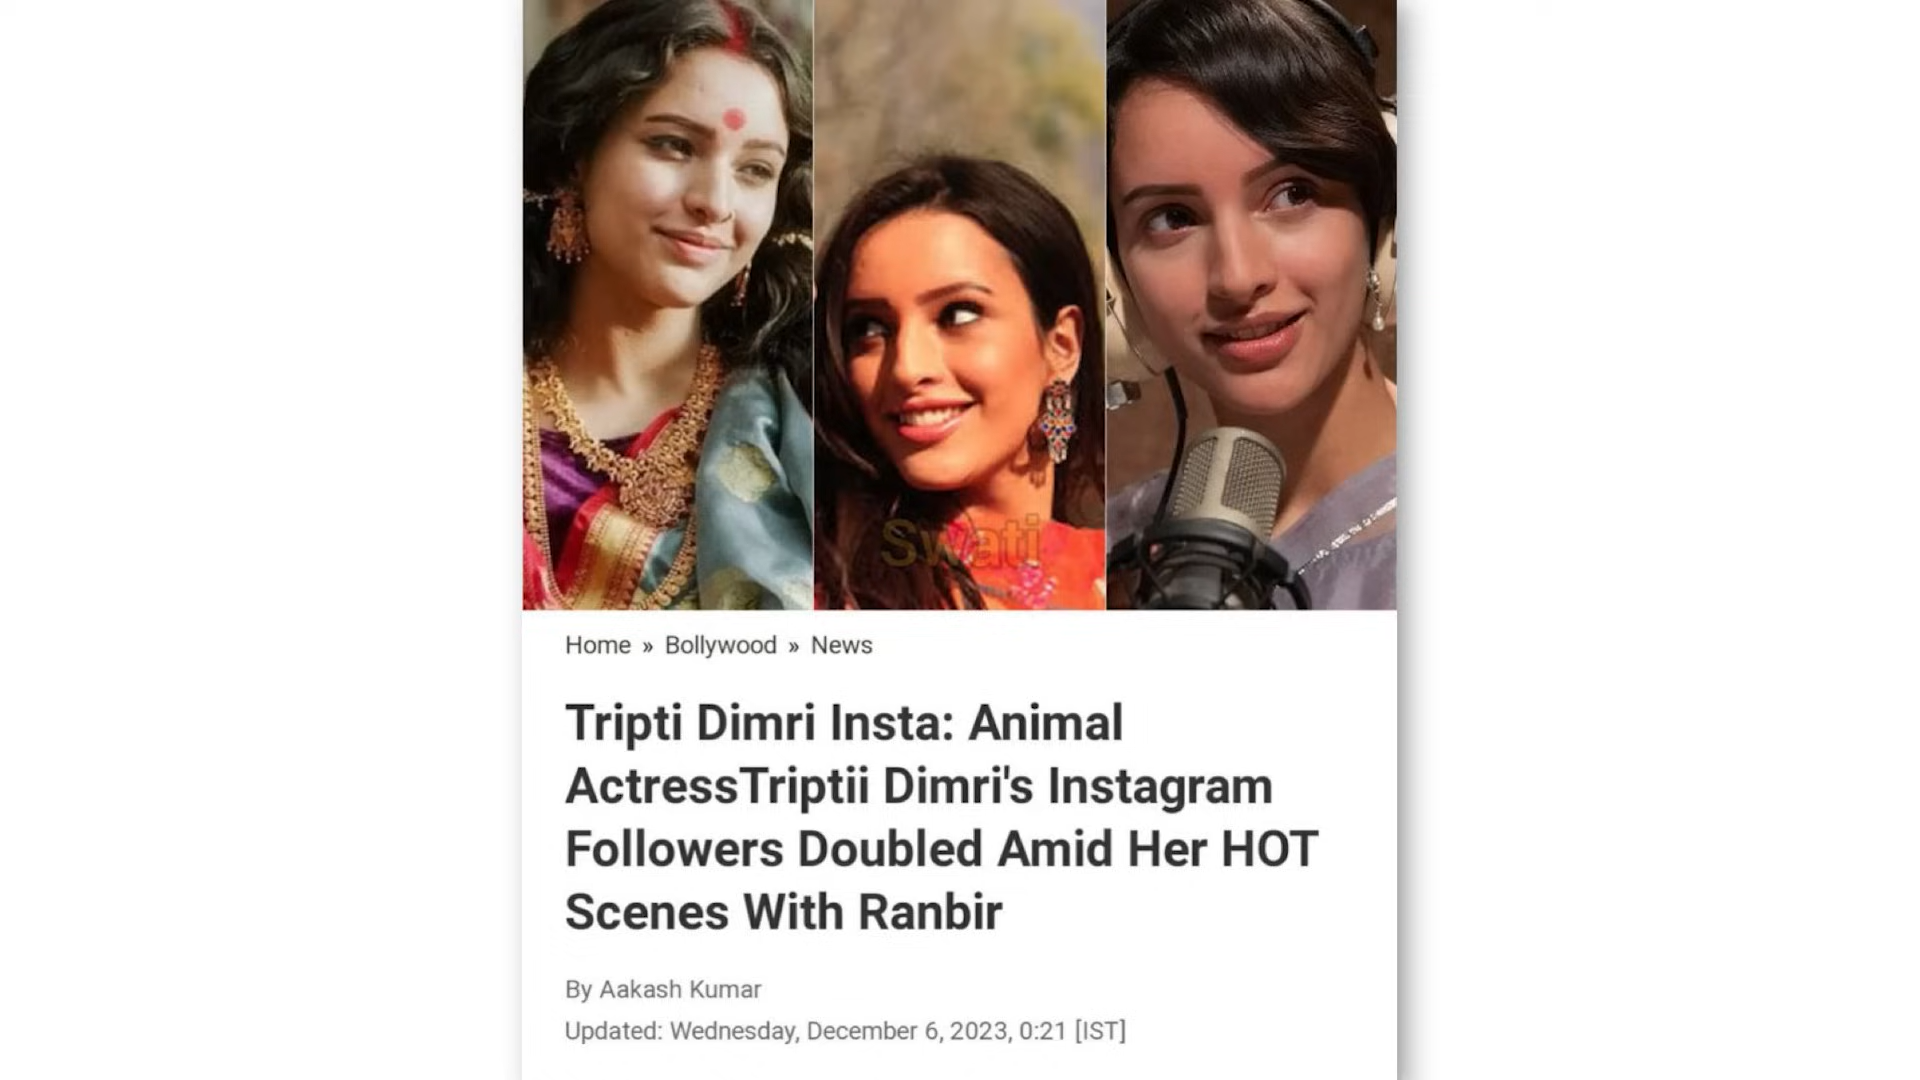 Swati
Home » Bollywood » News
Tripti Dimri Insta: Animal
ActressTriptii Dimri's Instagram
Followers Doubled Amid Her HOT
Scenes With Ranbir
By Aakash Kumar
Updated: Wednesday, December 6, 2023, 0:21 [IST]